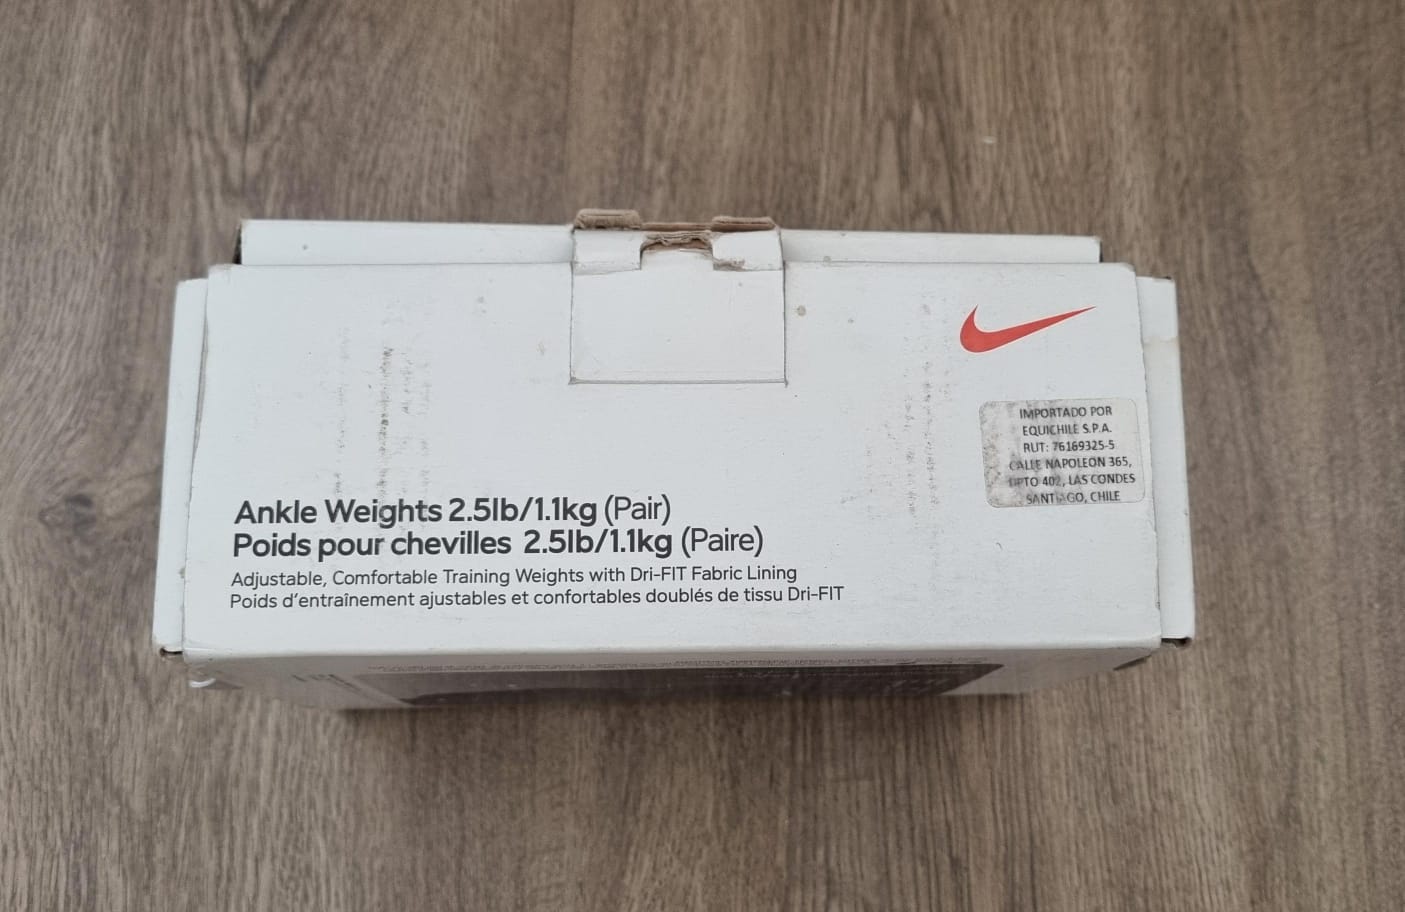 IMPORTADO POR
EQUICHILE S.P.A.
RUT: 76169325-5
CALLE NAPOLEON 365,
DPTO 402, LAS CONDES
SANTIAGO, CHILE
Ankle Weights 2.5lb/1.1kg (Pair)
Poids pour chevilles 2.5lb/1.1kg (Paire)
Adjustable, Comfortable Training Weights with Dri-FIT Fabric Lining
Poids d'entraînement ajustables et confortables doublés de tissu Dri-FIT